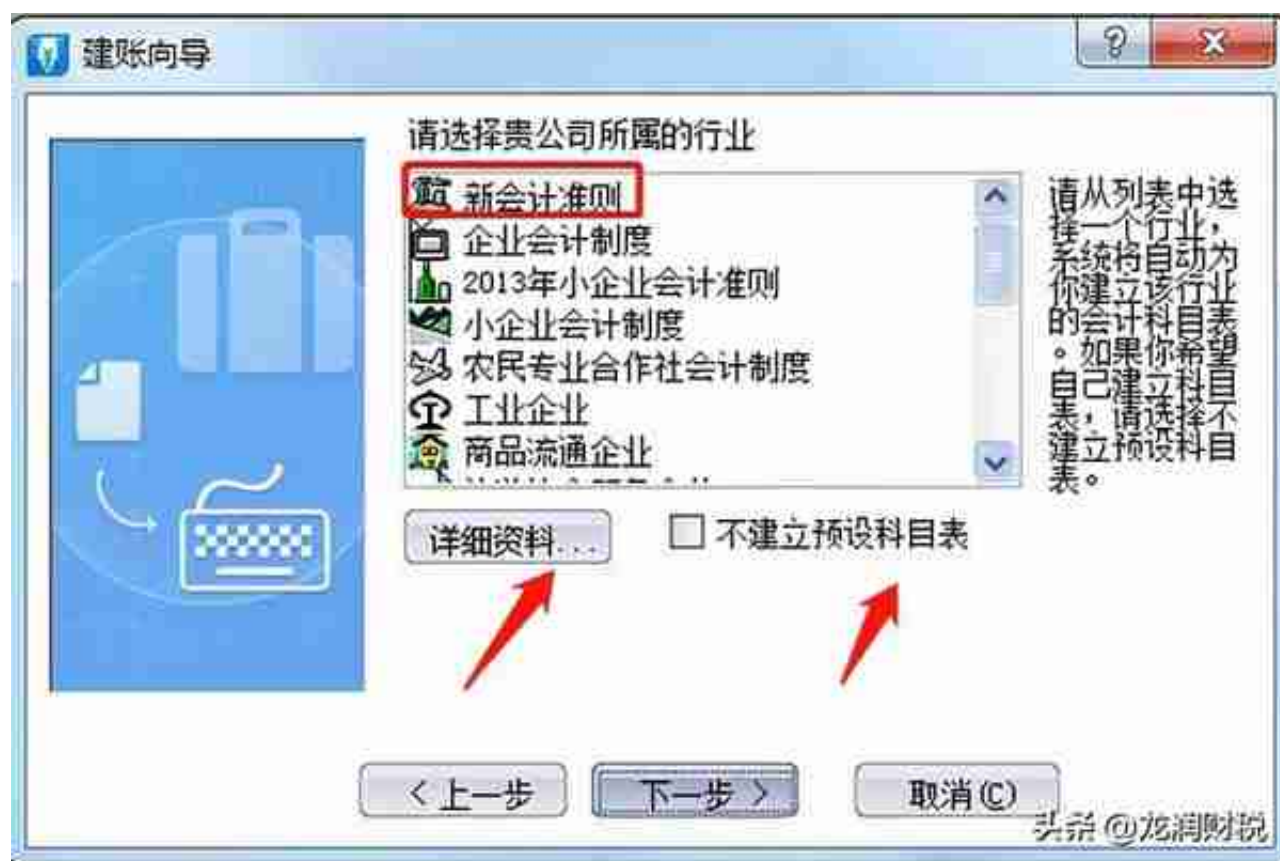 建账向导
请选择贵公司所属的行业
新会计准则
企业会计制度
2013年小企业会计准则
小企业会计制度
农民专业合作社会计制度
工业企业
商品流通企业
请从列表中选
择一个行业，
系统将自动为
你建立该行业
的会计科目表
。如果你希望
自己建立科目
表，请选择不
建立预设科目
表。
详细资料...
不建立预设科目表
<上一步
下一步>
取消(C)
头条 @龙润财税